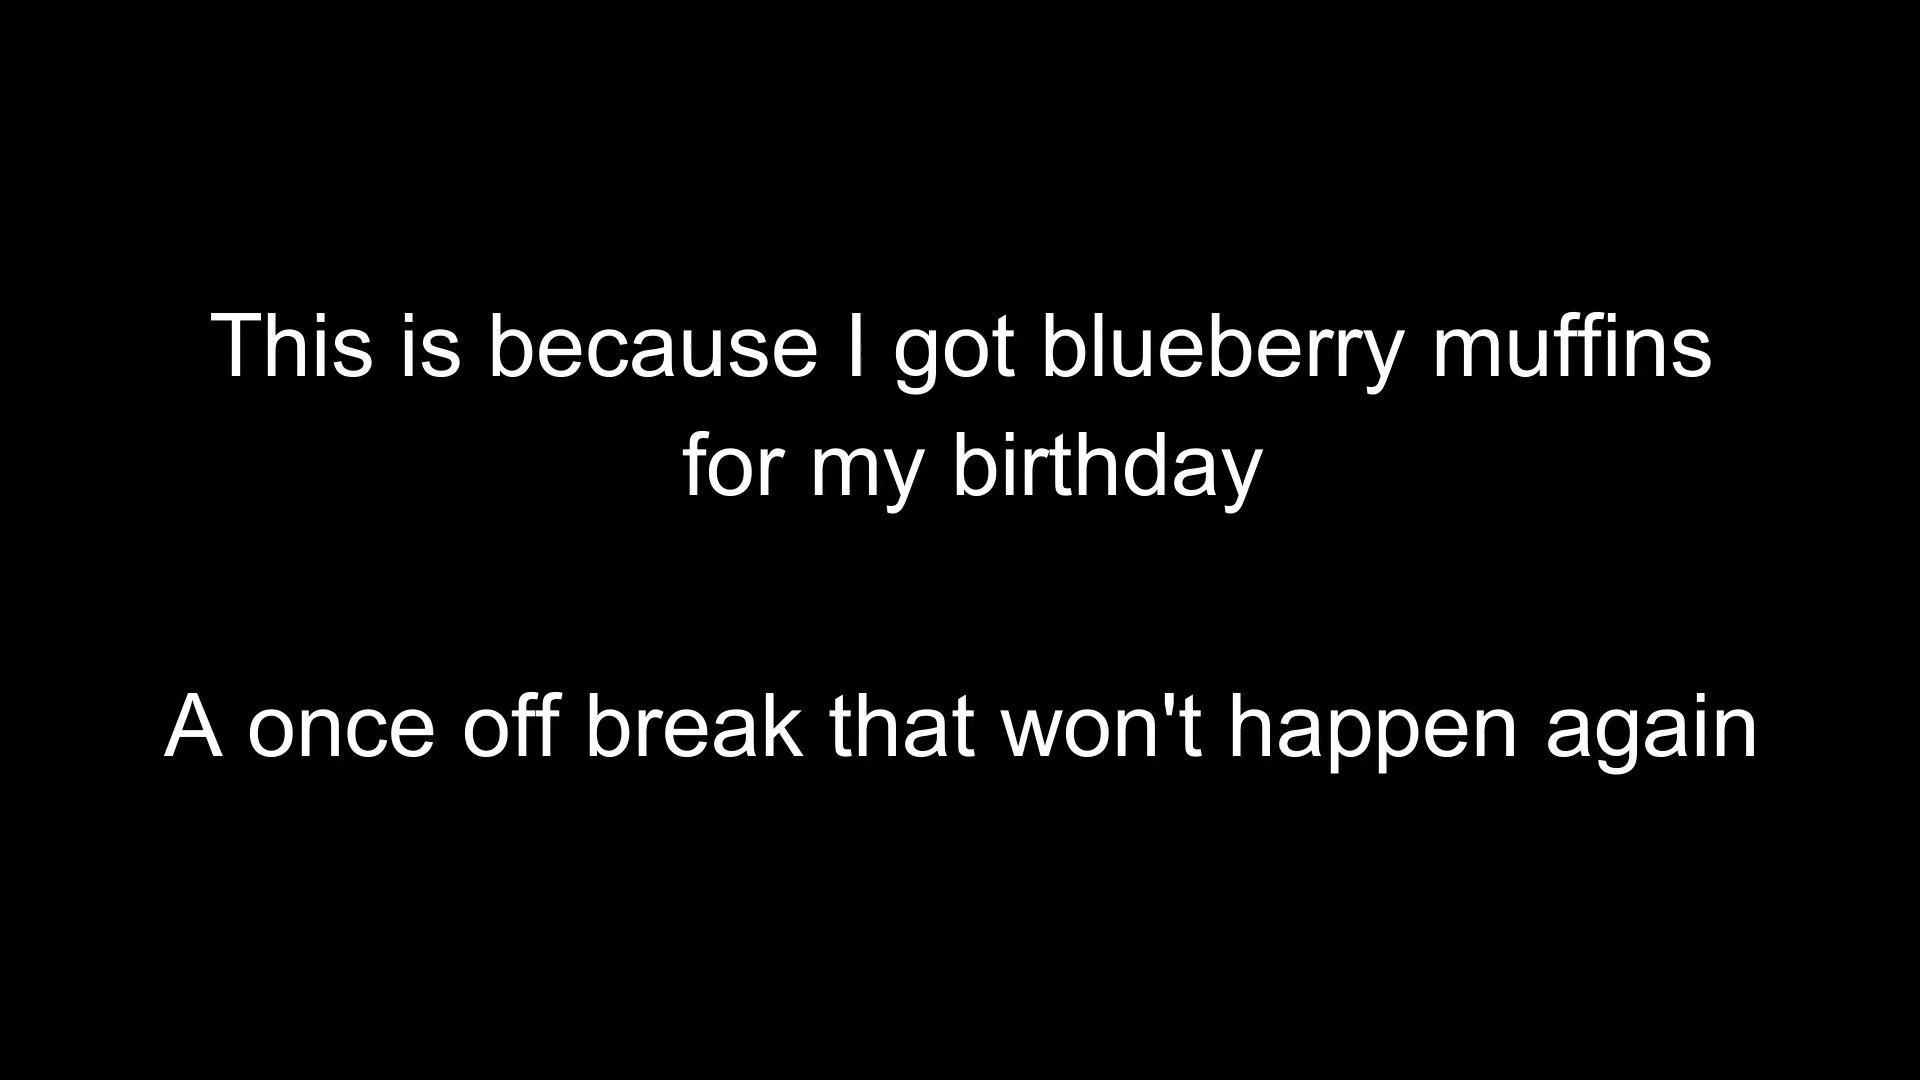 This is because I got blueberry muffins
for my birthday
A once off break that won't happen again